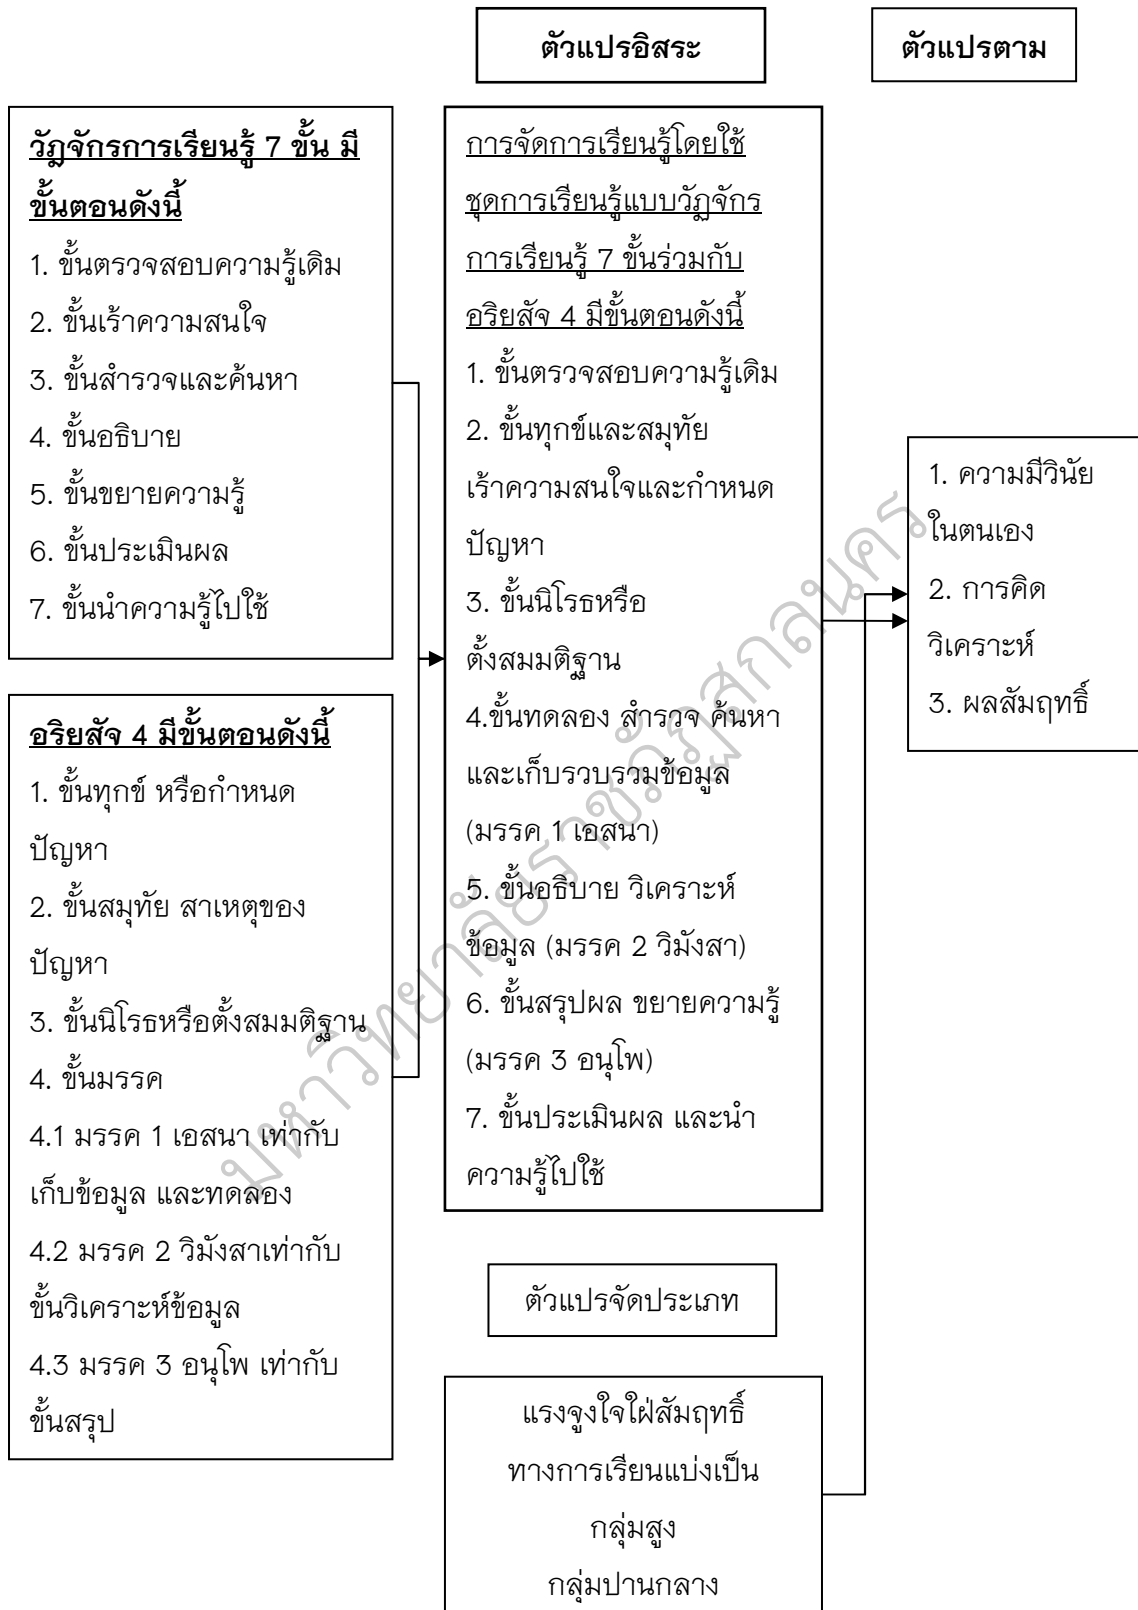 ตัวแปรอิสระ
ตัวแปรตาม
วัฏจักรการเรียนรู้ 7 ขั้น มี
ขั้นตอนดังนี้
1. ขั้นตรวจสอบความรู้เดิม
2. ขั้นเร้าความสนใจ
3. ขั้นสำรวจและค้นหา
4. ขั้นอธิบาย
5. ขั้นขยายความรู้
6. ขั้นประเมินผล
7. ขั้นนำความรู้ไปใช้
อริยสัจ 4 มีขั้นตอนดังนี้
1. ขั้นทุกข์ หรือกำหนด
ปัญหา
2. ขั้นสมุทัย สาเหตุของ
ปัญหา
3. ขั้นนิโรธหรือตั้งสมมติฐาน
4. ขั้นมรรค
4.1 มรรค 1 เอสนา เท่ากับ
เก็บข้อมูล และทดลอง
4.2 มรรค 2 วิมังสาเท่ากับ
ขั้นวิเคราะห์ข้อมูล
4.3 มรรค 3 อนุโพ เท่ากับ
ขั้นสรุป
การจัดการเรียนรู้โดยใช้
ชุดการเรียนรู้แบบวัฏจักร
การเรียนรู้ 7 ขั้นร่วมกับ
อริยสัจ 4 มีขั้นตอนดังนี้
1. ขั้นตรวจสอบความรู้เดิม
2. ขั้นทุกข์และสมุทัย
เร้าความสนใจและกำหนด
ปัญหา
3. ขั้นนิโรธหรือ
ตั้งสมมติฐาน
4.ขั้นทดลอง สำรวจ ค้นหา
และเก็บรวบรวมข้อมูล
(มรรค 1 เอสนา)
5. ขั้นอธิบาย วิเคราะห์
ข้อมูล (มรรค 2 วิมังสา)
6. ขั้นสรุปผล ขยายความรู้
(มรรค 3 อนุโพ)
7. ขั้นประเมินผล และนำ
ความรู้ไปใช้
ตัวแปรจัดประเภท
แรงจูงใจใฝ่สัมฤทธิ์
ทางการเรียนแบ่งเป็น
กลุ่มสูง
กลุ่มปานกลาง
1. ความมีวินัย
ในตนเอง
2. การคิด
วิเคราะห์
3. ผลสัมฤทธิ์
มหาวิทยาลัยราชภัฏสกลนคร